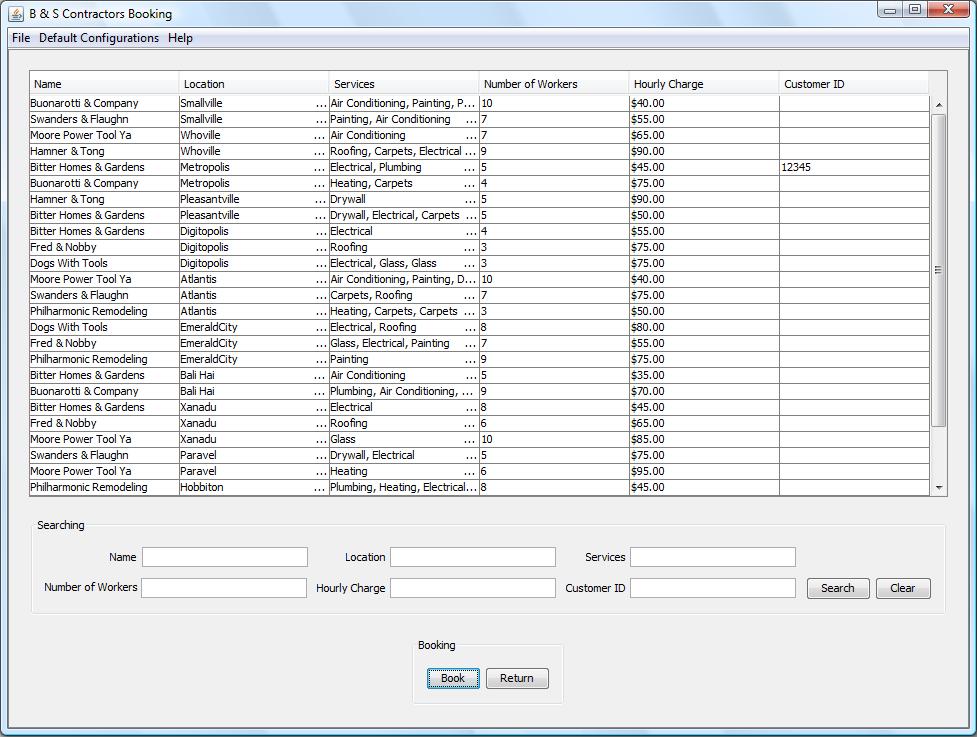 B & S Contractors Booking
File Default Configurations Help
Name Location Services Number of Workers Hourly Charge Customer ID
Buonarotti & Company Smallville ... Air Conditioning, Painting, P... 10 $40.00
Swanders & Flaughn Smallville ... Painting, Air Conditioning ... 7 $55.00
Moore Power Tool Ya Whoville ... Air Conditioning ... 7 $65.00
Hamner & Tong Whoville ... Roofing, Carpets, Electrical ... 9 $90.00
Bitter Homes & Gardens Metropolis ... Electrical, Plumbing ... 5 $45.00 12345
Buonarotti & Company Metropolis ... Heating, Carpets ... 4 $75.00
Hamner & Tong Pleasantville ... Drywall ... 5 $90.00
Bitter Homes & Gardens Pleasantville ... Drywall, Electrical, Carpets ... 5 $50.00
Bitter Homes & Gardens Digitopolis ... Electrical ... 4 $55.00
Fred & Nobby Digitopolis ... Roofing ... 3 $75.00
Dogs With Tools Digitopolis ... Electrical, Glass, Glass ... 3 $75.00
Moore Power Tool Ya Atlantis ... Air Conditioning, Painting, D... 10 $40.00
Swanders & Flaughn Atlantis ... Carpets, Roofing ... 7 $75.00
Philharmonic Remodeling Atlantis ... Heating, Carpets, Carpets ... 3 $50.00
Dogs With Tools EmeraldCity ... Electrical, Roofing ... 8 $80.00
Fred & Nobby EmeraldCity ... Glass, Electrical, Painting ... 7 $55.00
Philharmonic Remodeling EmeraldCity ... Painting ... 9 $75.00
Bitter Homes & Gardens Bali Hai ... Air Conditioning ... 5 $35.00
Buonarotti & Company Bali Hai ... Plumbing, Air Conditioning, ... 9 $70.00
Bitter Homes & Gardens Xanadu ... Electrical ... 8 $45.00
Fred & Nobby Xanadu ... Roofing ... 6 $65.00
Moore Power Tool Ya Xanadu ... Glass ... 10 $85.00
Swanders & Flaughn Paravel ... Drywall, Electrical ... 5 $75.00
Moore Power Tool Ya Paravel ... Heating ... 6 $95.00
Philharmonic Remodeling Hobbiton ... Plumbing, Heating, Electrical... 8 $45.00
Searching
Name Location Services
Number of Workers Hourly Charge Customer ID Search Clear
Booking
Book Return